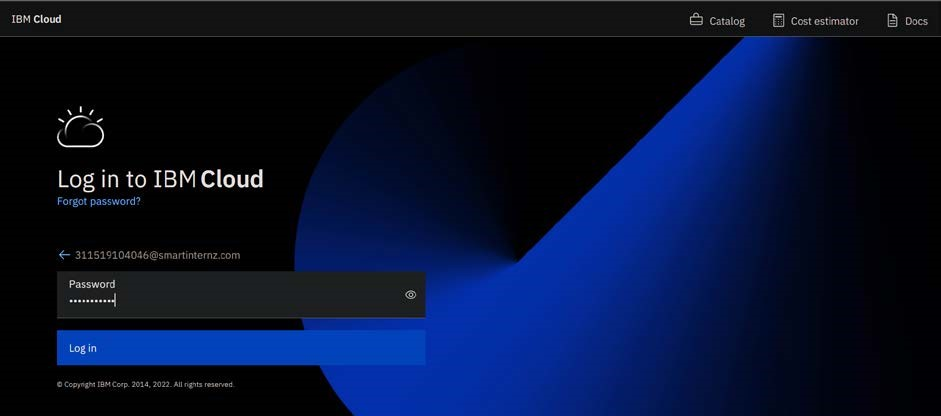 IBM Cloud
Catalog
Cost estimator
Docs
Log in to IBM Cloud
Forgot password?
311519104046@smartinternz.com
Password
•••••••••••
Log in
© Copyright IBM Corp. 2014, 2022. All rights reserved.